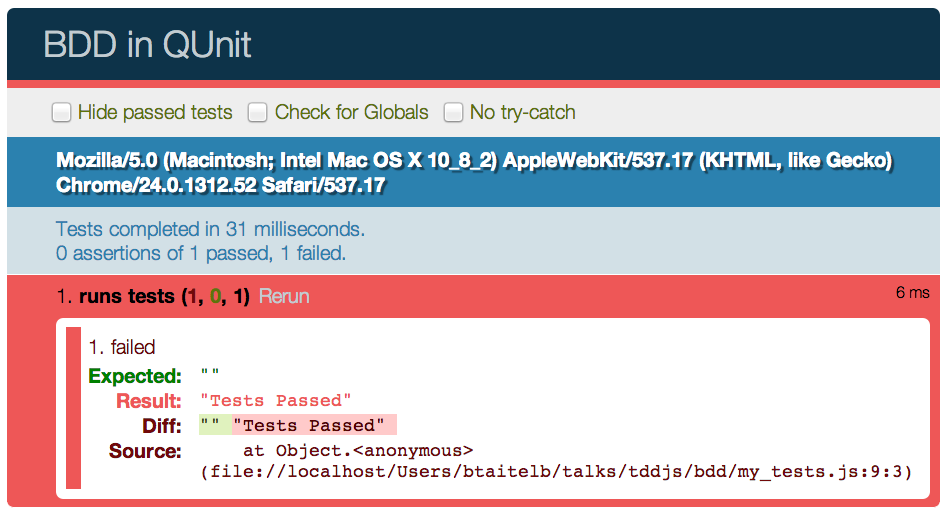 BDD in QUnit
Hide passed tests Check for Globals No try-catch
Mozilla/5.0 (Macintosh; Intel Mac OS X 10_8_2) AppleWebKit/537.17 (KHTML, like Gecko)
Chrome/24.0.1312.52 Safari/537.17
Tests completed in 31 milliseconds.
0 assertions of 1 passed, 1 failed.
1. runs tests (1, 0, 1) Rerun 6 ms
1. failed
Expected: ""
Result: "Tests Passed"
Diff: "" "Tests Passed"
Source: at Object.<anonymous>
(file://localhost/Users/btaitelb/talks/tddjs/bdd/my_tests.js:9:3)